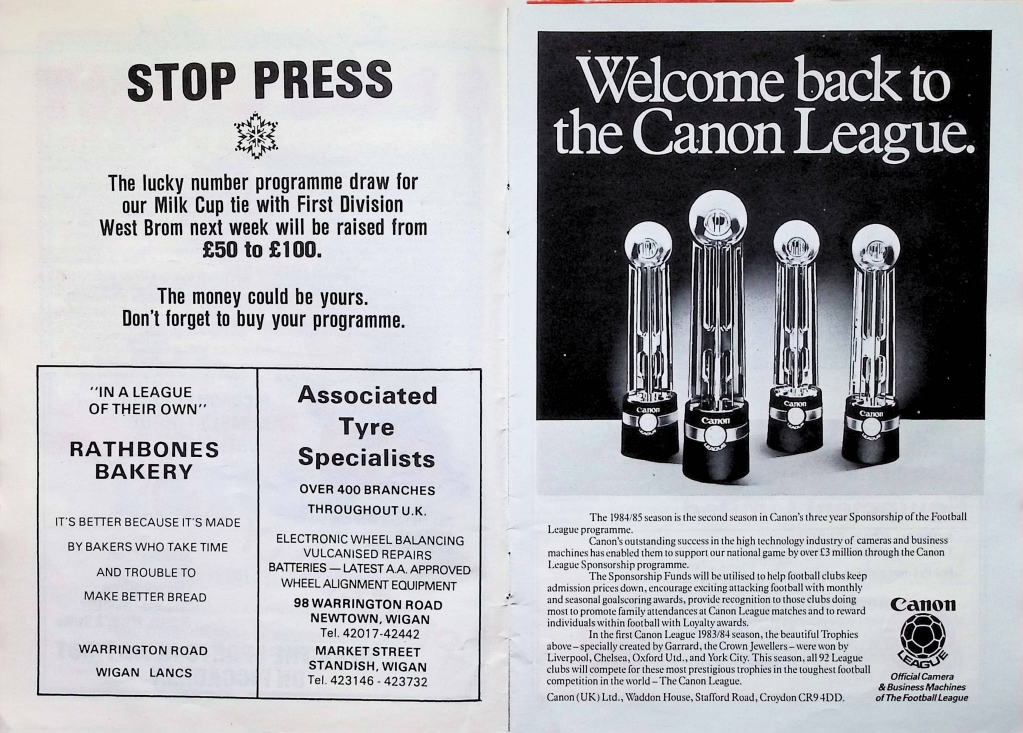 STOP PRESS
The lucky number programme draw for
our Milk Cup tie with First Division
West Brom next week will be raised from
£50 to £100.
The money could be yours.
Don't forget to buy your programme.
"IN A LEAGUE
OF THEIR OWN"
RATHBONES
BAKERY
IT'S BETTER BECAUSE IT'S MADE
BY BAKERS WHO TAKE TIME
AND TROUBLE TO
MAKE BETTER BREAD
WARRINGTON ROAD
WIGAN LANCS
Associated
Tyre
Specialists
OVER 400 BRANCHES
THROUGHOUT U.K.
ELECTRONIC WHEEL BALANCING
VULCANISED REPAIRS
BATTERIES — LATEST A.A. APPROVED
WHEEL ALIGNMENT EQUIPMENT
98 WARRINGTON ROAD
NEWTOWN, WIGAN
Tel. 42017-42442
MARKET STREET
STANDISH, WIGAN
Tel. 423146 - 423732
Welcome back to
the Canon League.
Canon
LEAGUE
Canon
LEAGUE
Canon
LEAGUE
Canon
LEAGUE
The 1984/85 season is the second season in Canon's three year Sponsorship of the Football
League programme.
Canon's outstanding success in the high technology industry of cameras and business
machines has enabled them to support our national game by over £3 million through the Canon
League Sponsorship programme.
The Sponsorship Funds will be utilised to help football clubs keep
admission prices down, encourage exciting attacking football with monthly
and seasonal goalscoring awards, provide recognition to those clubs doing
most to promote family attendances at Canon League matches and to reward
individuals within football with Loyalty awards.
In the first Canon League 1983/84 season, the beautiful Trophies
above – specially created by Garrard, the Crown Jewellers – were won by
Liverpool, Chelsea, Oxford Utd., and York City. This season, all 92 League
clubs will compete for these most prestigious trophies in the toughest football
competition in the world – The Canon League.
Canon (UK) Ltd., Waddon House, Stafford Road, Croydon CR9 4DD.
Canon
LEAGUE
Official Camera
& Business Machines
of The Football League